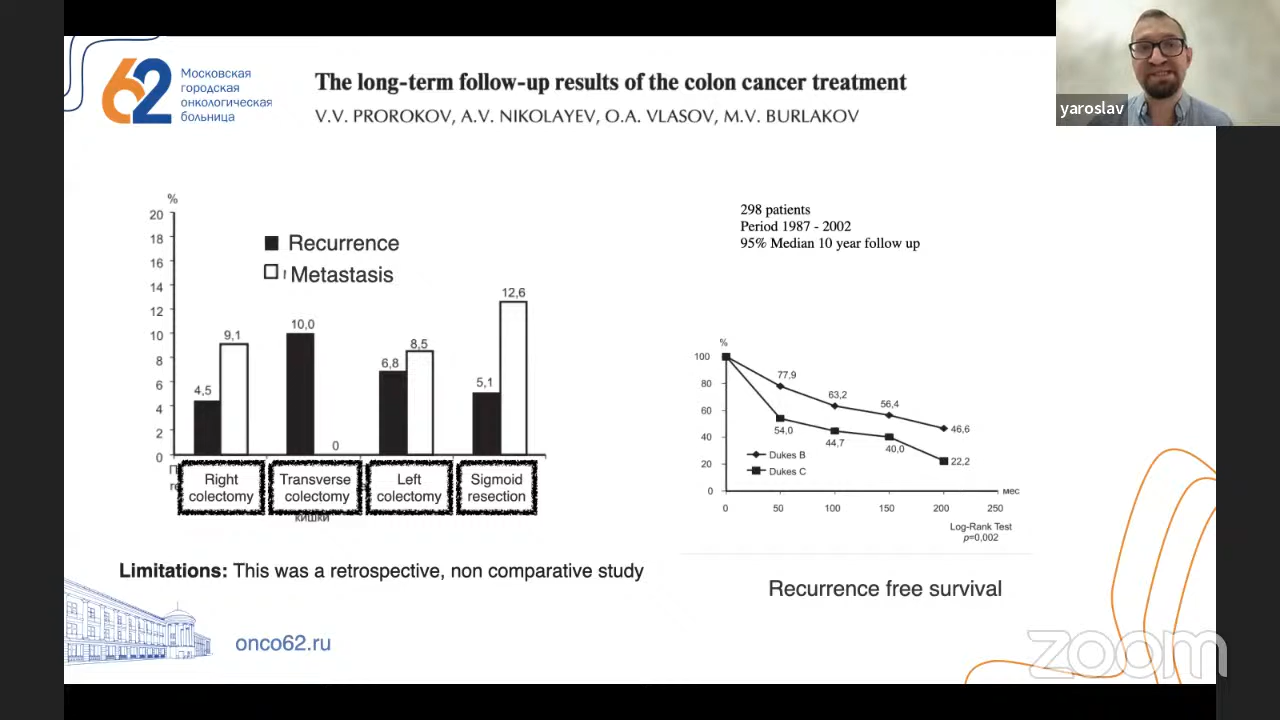 Московская
городская
онкологическая
больница
62
The long-term follow-up results of the colon cancer treatment
V.V. PROROKOV, A.V. NIKOLAYEV, O.A. VLASOV, M.V. BURLAKOV
yaroslav
%
20
18
16
14
12
10
8
6
4
2
0
Recurrence
Metastasis
4,5
9,1
10,0
0
6,8
8,5
5,1
12,6
Right
colectomy
Transverse
colectomy
Left
colectomy
Sigmoid
resection
кишки
298 patients
Period 1987 - 2002
95% Median 10 year follow up
%
100
80
60
40
20
0
77,9
63,2
56,4
46,6
54,0
44,7
40,0
22,2
Dukes B
Dukes C
0 50 100 150 200 250
мес
Log-Rank Test
p=0,002
Limitations: This was a retrospective, non comparative study
Recurrence free survival
onco62.ru
zoom